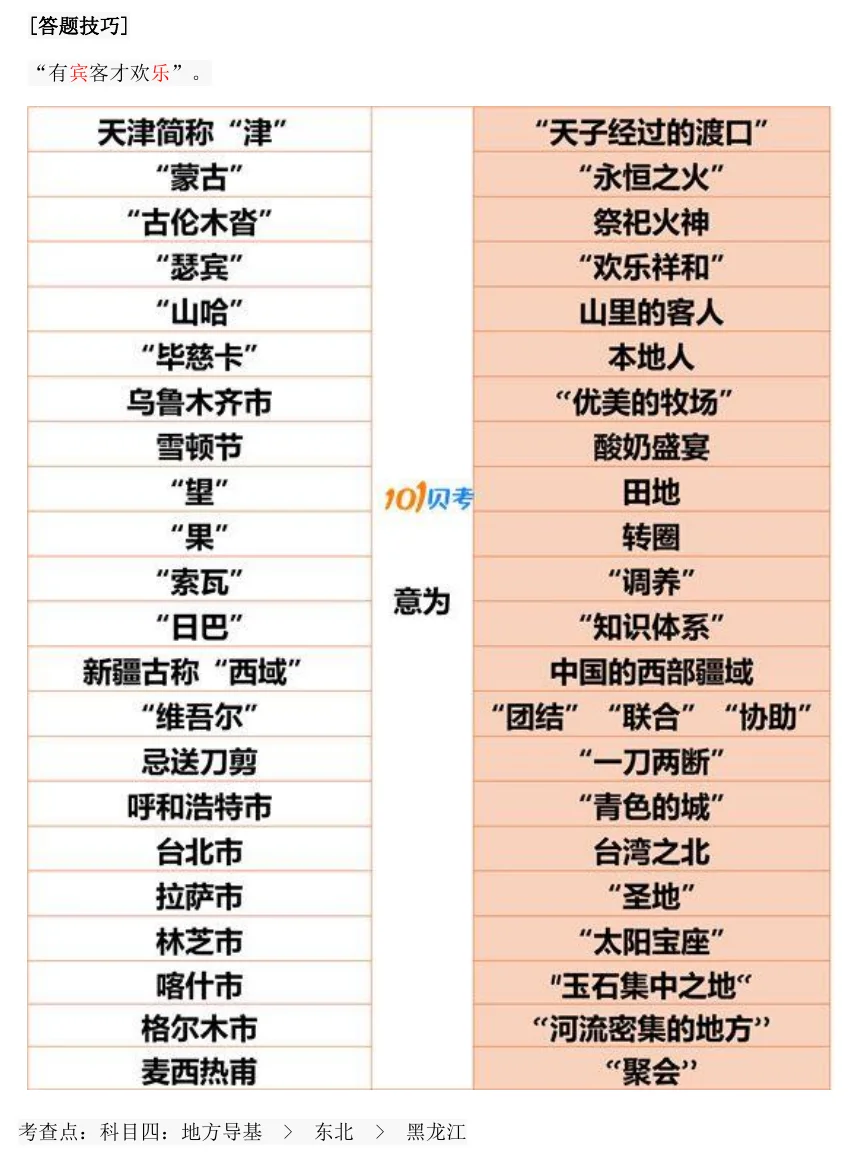 [答题技巧]
“有宾客才欢乐”。
天津简称“津” “天子经过的渡口”
“蒙古” “永恒之火”
“古伦木沓” 祭祀火神
“瑟宾” “欢乐祥和”
“山哈” 山里的客人
“毕慈卡” 本地人
乌鲁木齐市 “优美的牧场”
雪顿节 酸奶盛宴
“望” 101贝考 田地
“果” 转圈
“索瓦” “调养”
意为
“日巴” “知识体系”
新疆古称“西域” 中国的西部疆域
“维吾尔” “团结” “联合” “协助”
忌送刀剪 “一刀两断”
呼和浩特市 “青色的城”
台北市 台湾之北
拉萨市 “圣地”
林芝市 “太阳宝座”
喀什市 "玉石集中之地“
格尔木市 “河流密集的地方”
麦西热甫 “聚会”
考查点：科目四：地方导基 > 东北 > 黑龙江